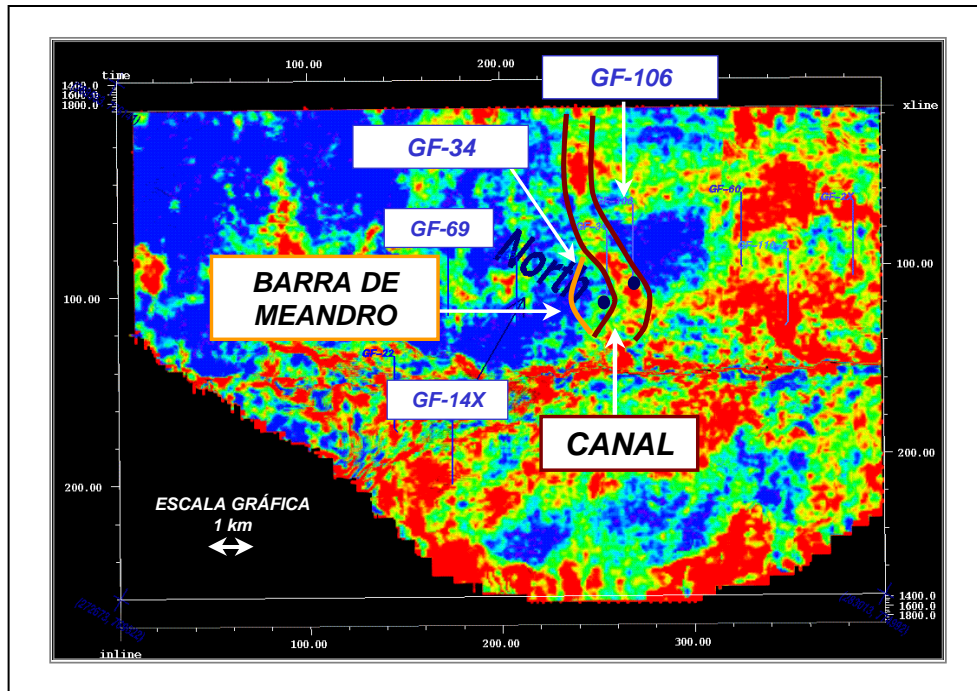 time
100.00
200.00
1400.0
1600.0
1800.0
xline
GF-106
GF-34
GF-60
GF-69
North
100.00
100.00
BARRA DE
MEANDRO
GF-22
GF-14X
CANAL
200.00
200.00
ESCALA GRÁFICA
1 km
1400.0
1600.0
1800.0
100.00
300.00
inline